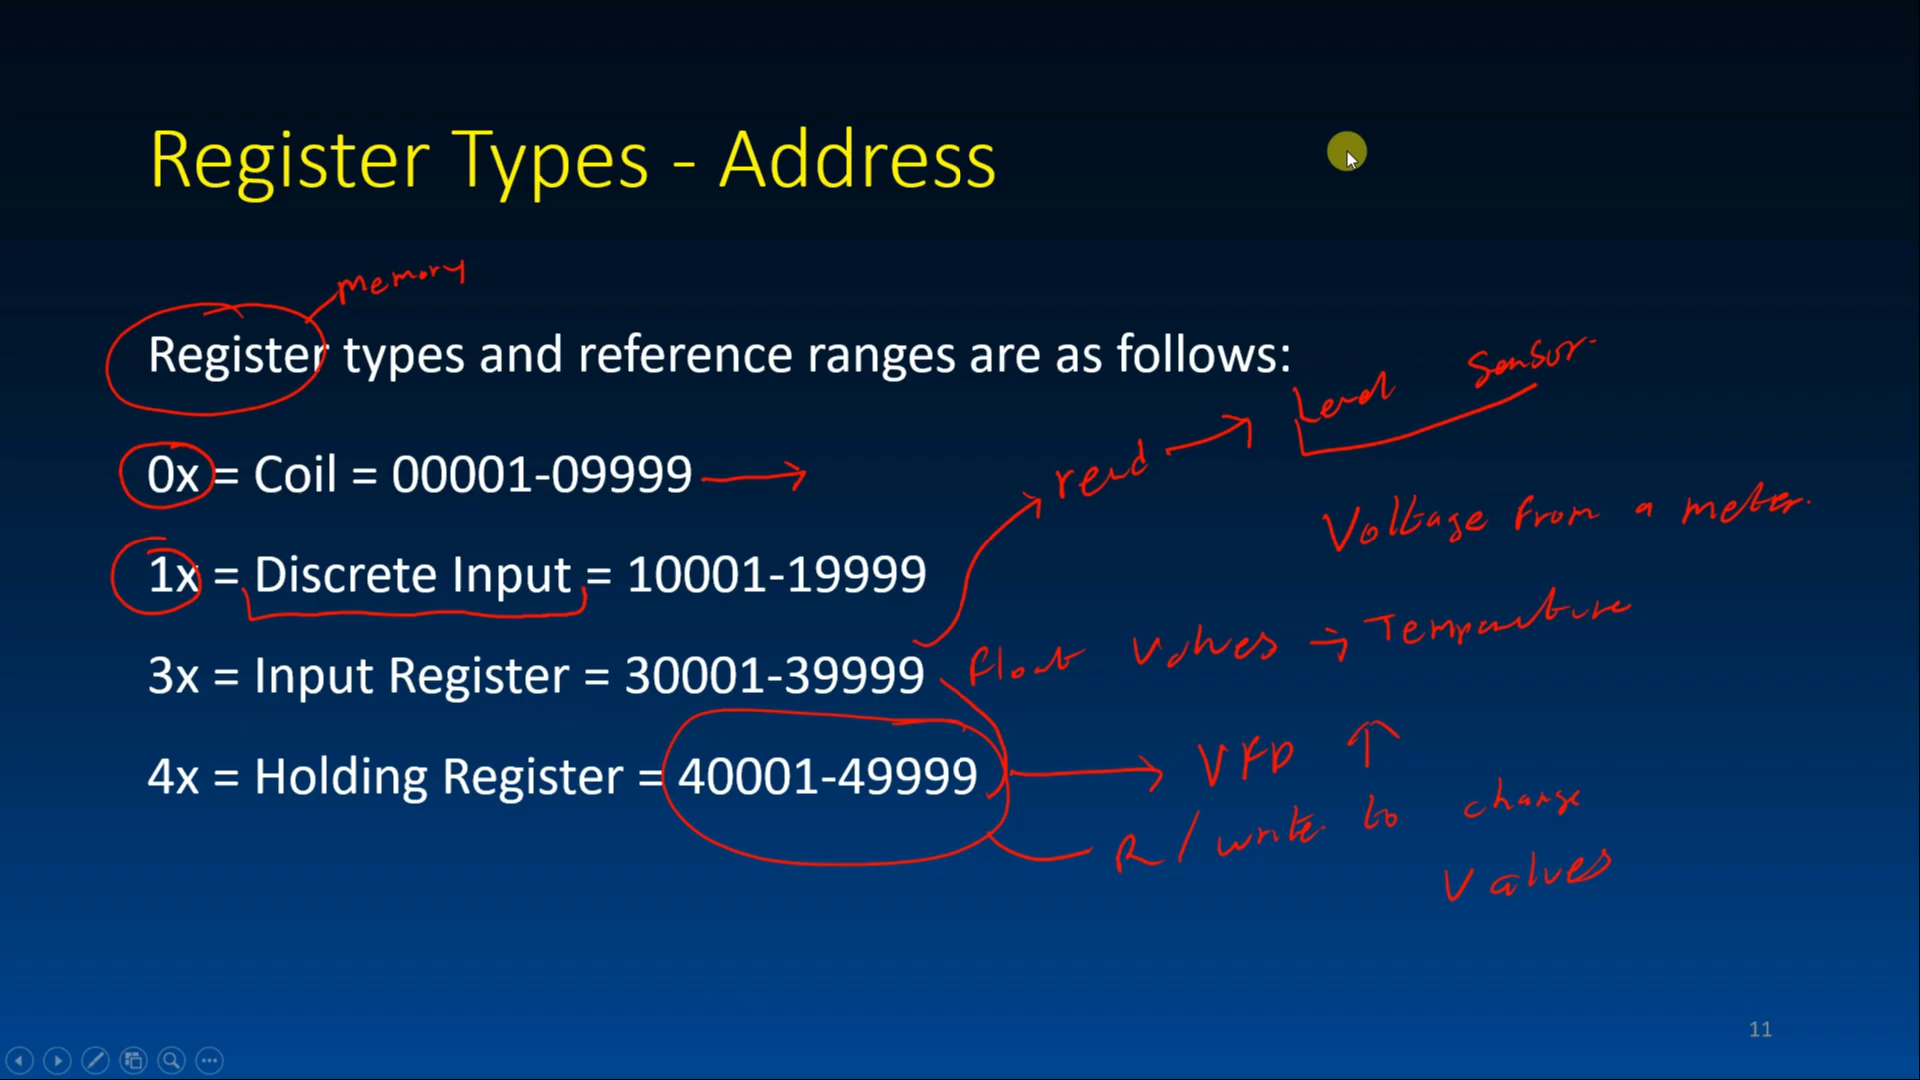 Register Types - Address
Memory
Register types and reference ranges are as follows:
Sensor.
0x = Coil = 00001-09999
read
Voltage from a meter.
1x = Discrete Input = 10001-19999
Float Values → Temperature
3x = Input Register = 30001-39999
4x = Holding Register = 40001-49999
VFD ↑
R/write to change
Values
11